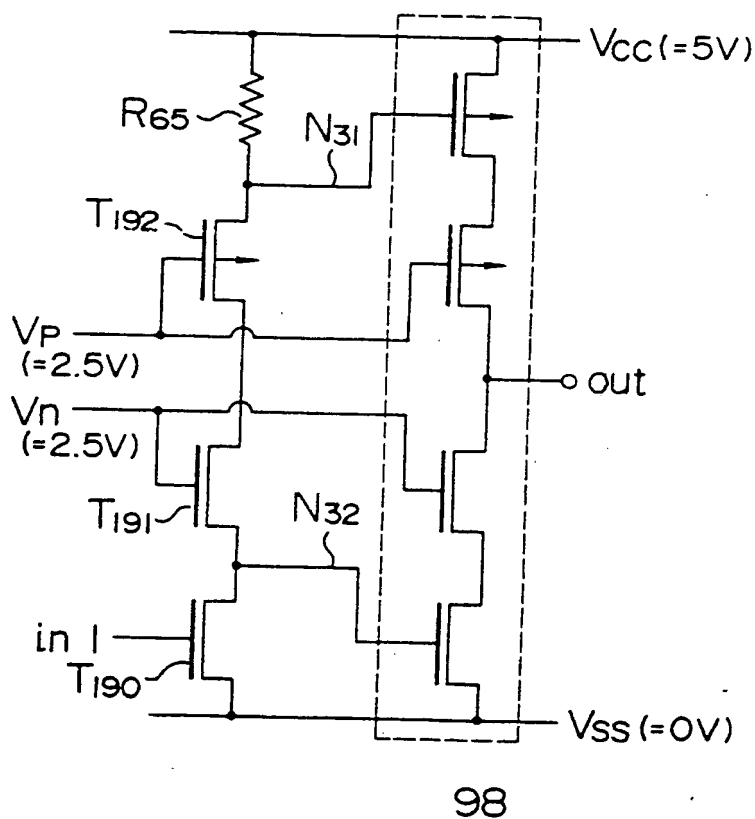 VCC (=5V)
R65
N31
T192
VP
(=2.5V)
out
Vn
(=2.5V)
T191
N32
in 1
T190
VSS (=0V)
98